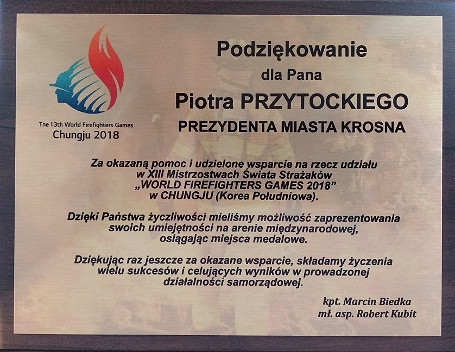 Podziękowanie
dla Pana
Piotra PRZYTOCKIEGO
PREZYDENTA MIASTA KROSNA
The 13th World Firefighters Games
Chungju 2018
Za okazaną pomoc i udzielone wsparcie na rzecz udziału
w XIII Mistrzostwach Świata Strażaków
„WORLD FIREFIGHTERS GAMES 2018”
w CHUNGJU (Korea Południowa).
Dzięki Państwa życzliwości mieliśmy możliwość zaprezentowania
swoich umiejętności na arenie międzynarodowej,
osiągając miejsca medalowe.
Dziękując raz jeszcze za okazane wsparcie, składamy życzenia
wielu sukcesów i celujących wyników w prowadzonej
działalności samorządowej.
kpt. Marcin Biedka
mł. asp. Robert Kubit